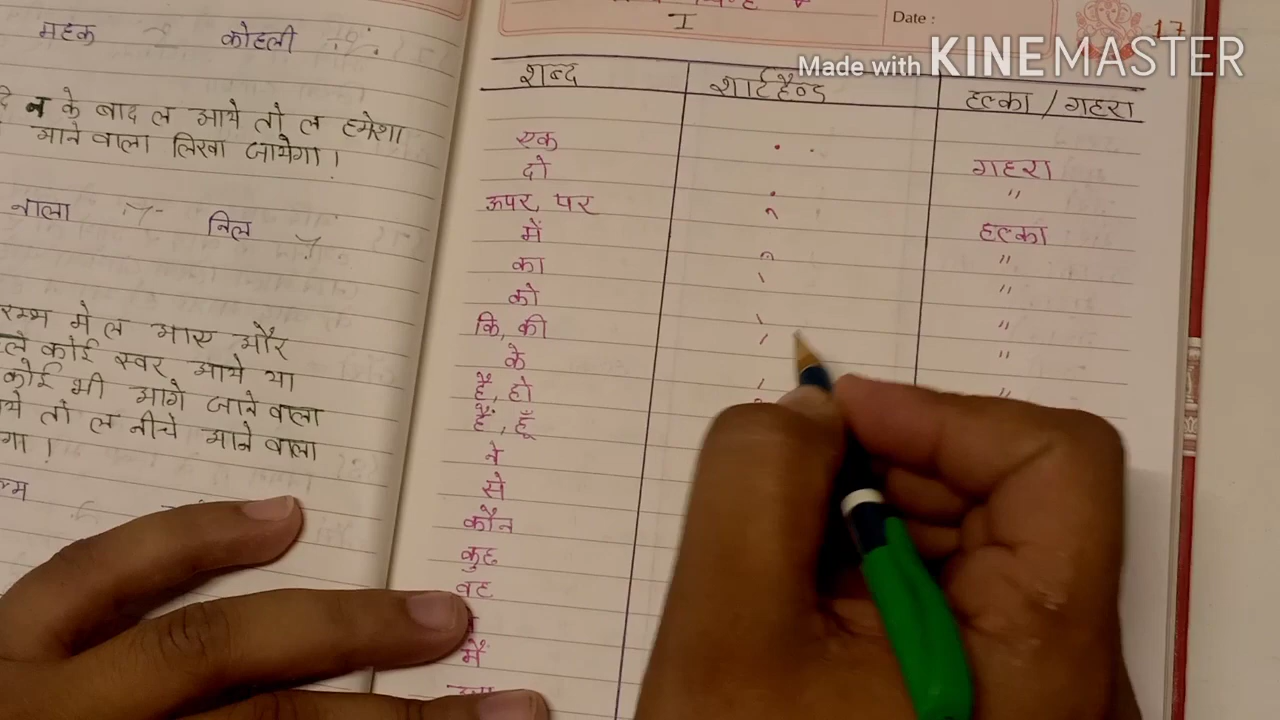 Made with KINEMASTER
I
Date :
17
महक कोहली
न के बाद ल आये तो ल हमेशा
आने वाला लिखा जायेगा।
नाला निल
रम्भ मे ल आए और
ले कोई स्वर आये या
कोई भी आगे जाने वाला
ये तो ल नीचे आने वाला
गा।
शब्द शार्टहैन्ड हल्का / गहरा
एक गहरा
दो "
ऊपर, पर हल्का
में "
का "
को "
कि, की "
के "
है, हो
हैं, हूँ
ने
से
कौन
कुछ
वह
मैं